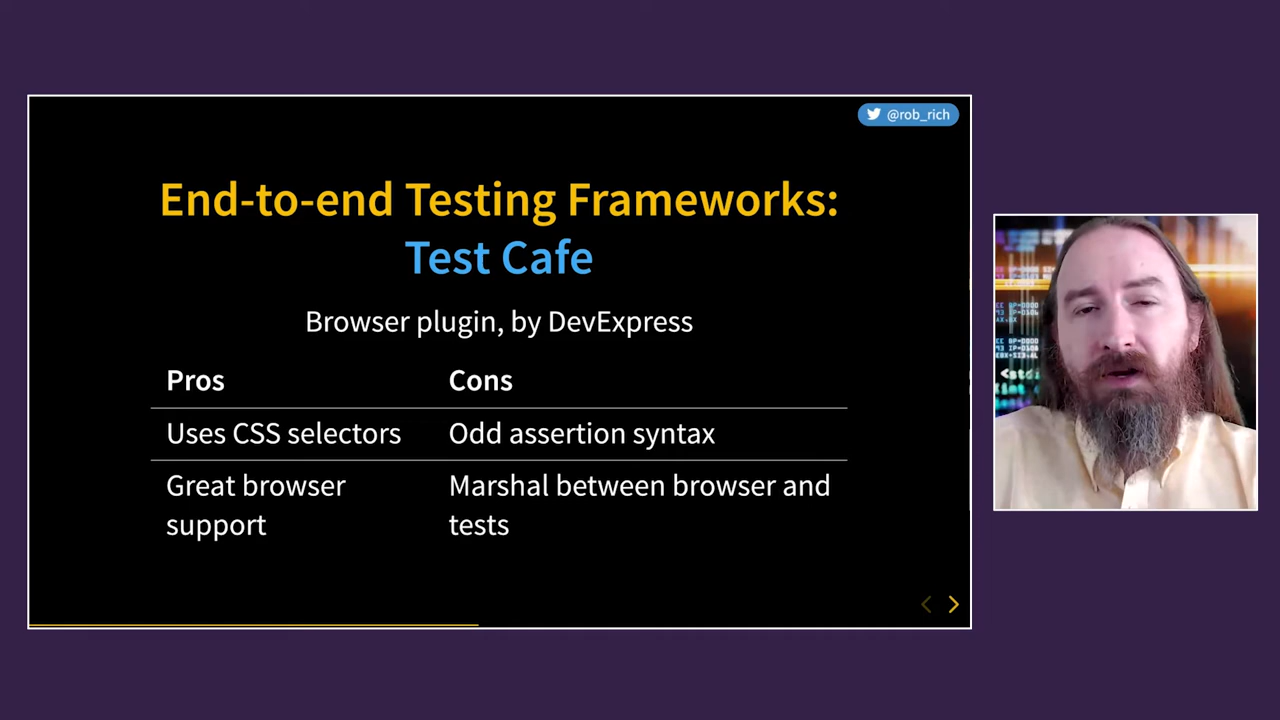 @rob_rich
End-to-end Testing Frameworks:
Test Cafe
Browser plugin, by DevExpress
Pros Cons
Uses CSS selectors Odd assertion syntax
Great browser support Marshal between browser and tests